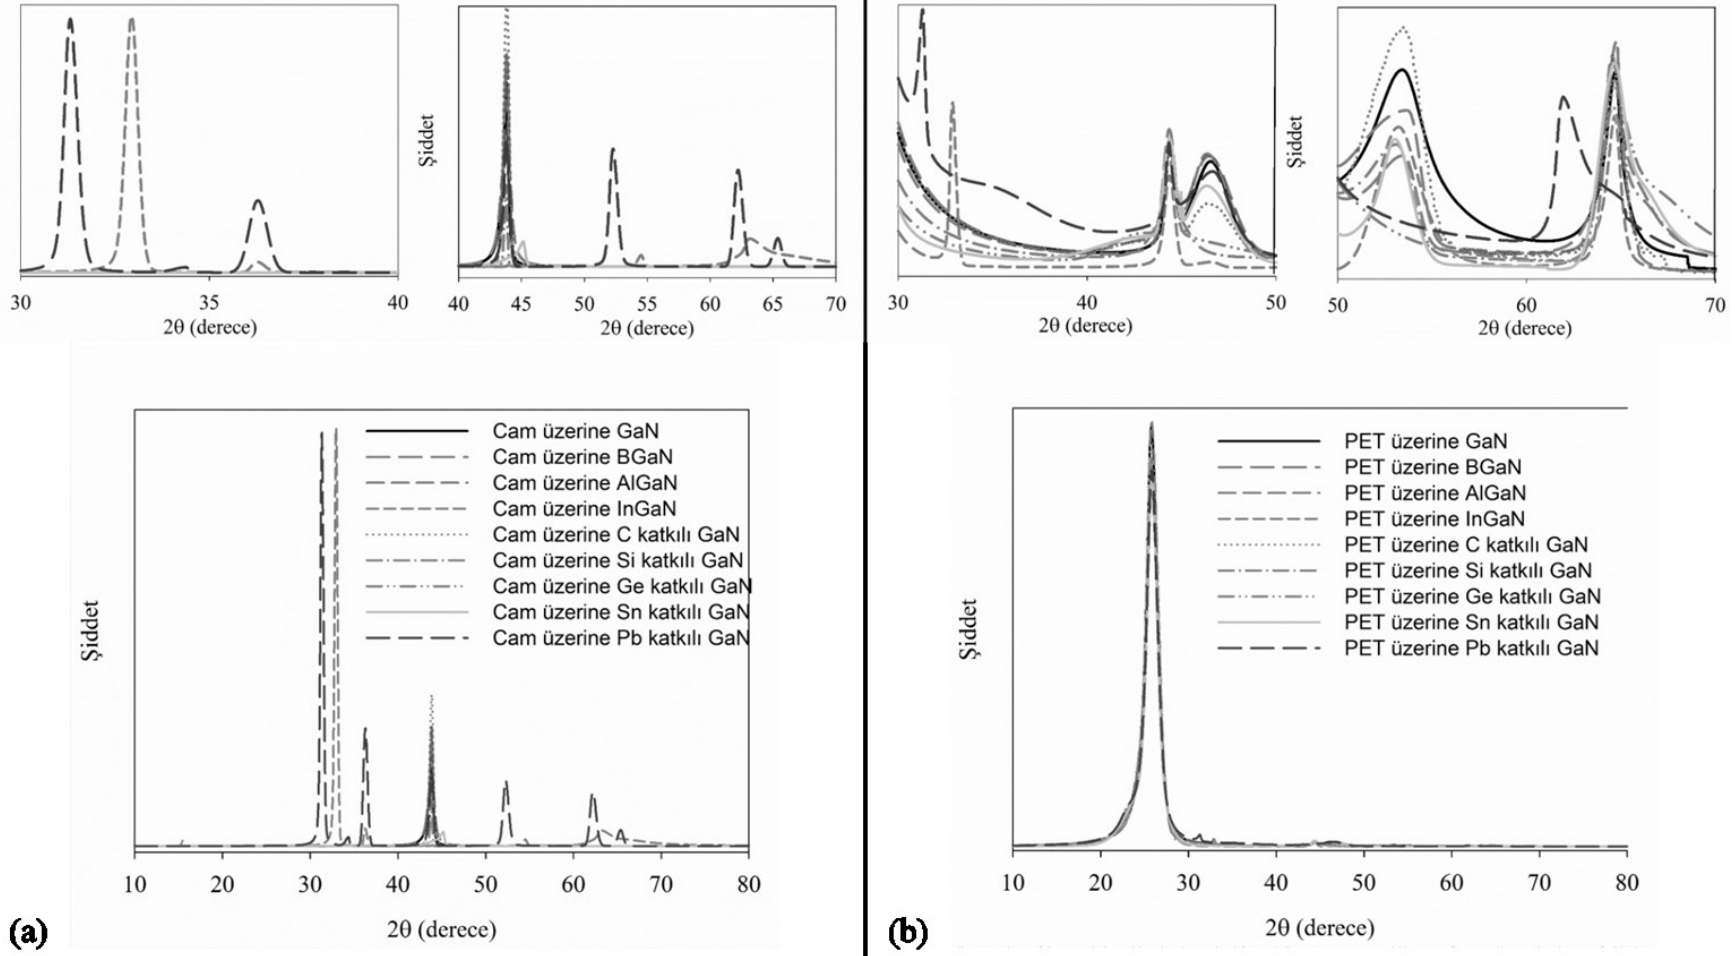 30 35 40
2θ (derece)
Şiddet
40 45 50 55 60 65 70
2θ (derece)
30 40 50
2θ (derece)
Şiddet
50 60 70
2θ (derece)
Cam üzerine GaN
Cam üzerine BGaN
Cam üzerine AlGaN
Cam üzerine InGaN
Cam üzerine C katkılı GaN
Cam üzerine Si katkılı GaN
Cam üzerine Ge katkılı GaN
Cam üzerine Sn katkılı GaN
Cam üzerine Pb katkılı GaN
Şiddet
10 20 30 40 50 60 70 80
2θ (derece)
(a)
PET üzerine GaN
PET üzerine BGaN
PET üzerine AlGaN
PET üzerine InGaN
PET üzerine C katkılı GaN
PET üzerine Si katkılı GaN
PET üzerine Ge katkılı GaN
PET üzerine Sn katkılı GaN
PET üzerine Pb katkılı GaN
Şiddet
10 20 30 40 50 60 70 80
2θ (derece)
(b)